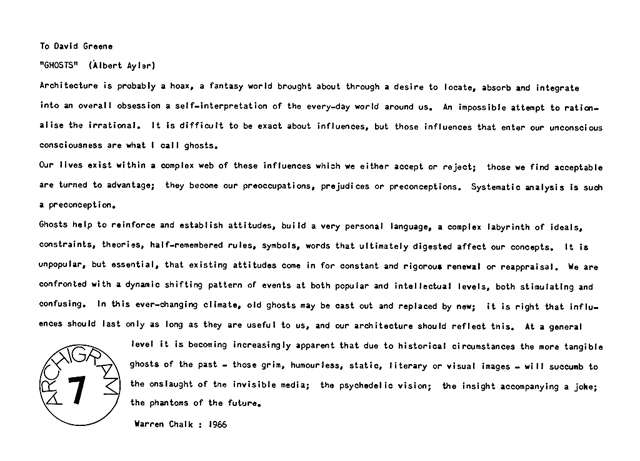 To David Greene
"GHOSTS" (Albert Ayler)
Architecture is probably a hoax, a fantasy world brought about through a desire to locate, absorb and integrate
into an overall obsession a self-interpretation of the every-day world around us. An impossible attempt to ration-
alise the irrational. It is difficult to be exact about influences, but those influences that enter our unconscious
consciousness are what I call ghosts.
Our lives exist within a complex web of these influences which we either accept or reject; those we find acceptable
are turned to advantage; they become our preoccupations, prejudices or preconceptions. Systematic analysis is such
a preconception.
Ghosts help to reinforce and establish attitudes, build a very personal language, a complex labyrinth of ideals,
constraints, theories, half-remembered rules, symbols, words that ultimately digested affect our concepts. It is
unpopular, but essential, that existing attitudes come in for constant and rigorous renewal or reappraisal. We are
confronted with a dynamic shifting pattern of events at both popular and intellectual levels, both stimulating and
confusing. In this ever-changing climate, old ghosts may be cast out and replaced by new; it is right that influ-
ences should last only as long as they are useful to us, and our architecture should reflect this. At a general
level it is becoming increasingly apparent that due to historical circumstances the more tangible
ghosts of the past - those grim, humourless, static, literary or visual images - will succumb to
the onslaught of the invisible media; the psychedelic vision; the insight accompanying a joke;
the phantoms of the future.
Warren Chalk : 1966
ARCHIGRAM
7